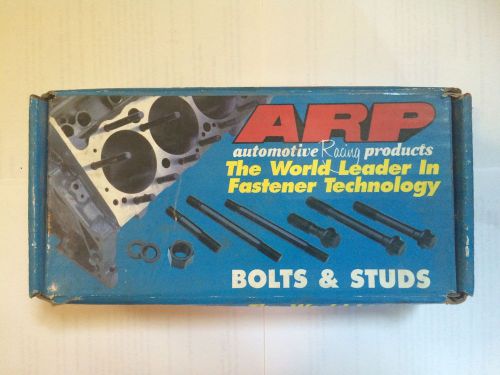 ARP
automotive Racing products
The World Leader In
Fastener Technology
BOLTS & STUDS